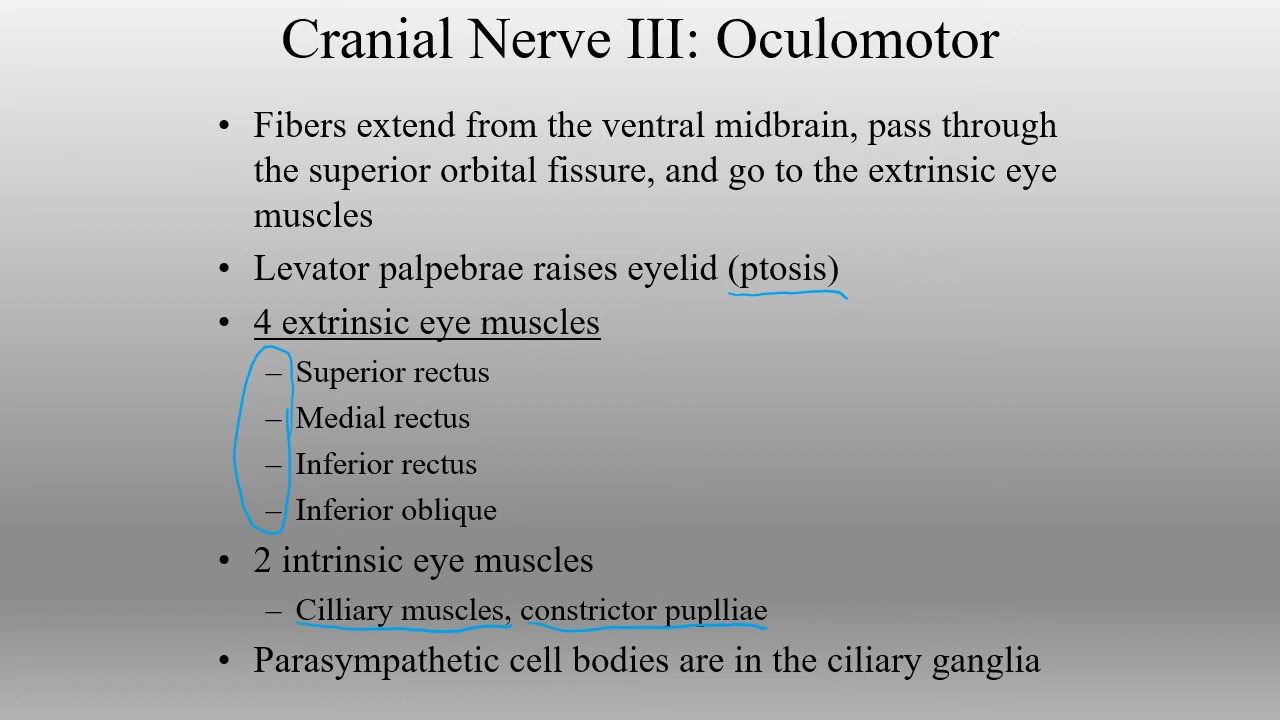 Cranial Nerve III: Oculomotor
• Fibers extend from the ventral midbrain, pass through
the superior orbital fissure, and go to the extrinsic eye
muscles
• Levator palpebrae raises eyelid (ptosis)
• 4 extrinsic eye muscles
– Superior rectus
– Medial rectus
– Inferior rectus
– Inferior oblique
• 2 intrinsic eye muscles
– Cilliary muscles, constrictor puplliae
• Parasympathetic cell bodies are in the ciliary ganglia